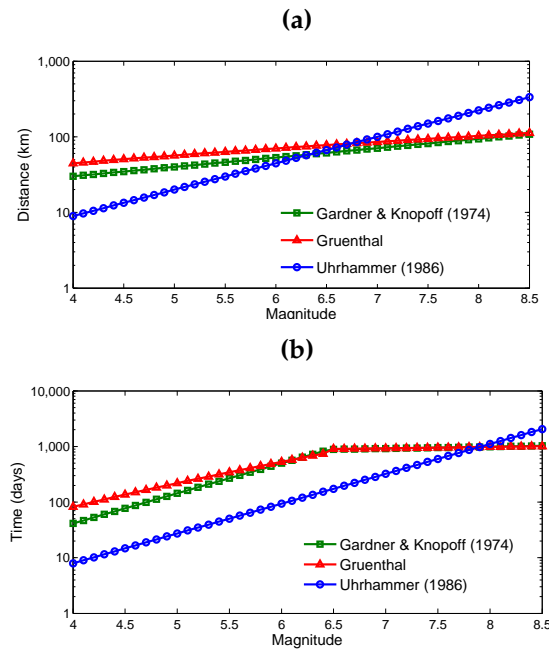 (a)
1,000
100
10
1
Distance (km)
Gardner & Knopoff (1974)
Gruenthal
Uhrhammer (1986)
4 4.5 5 5.5 6 6.5 7 7.5 8 8.5
Magnitude
(b)
10,000
1,000
100
10
1
Time (days)
Gardner & Knopoff (1974)
Gruenthal
Uhrhammer (1986)
4 4.5 5 5.5 6 6.5 7 7.5 8 8.5
Magnitude